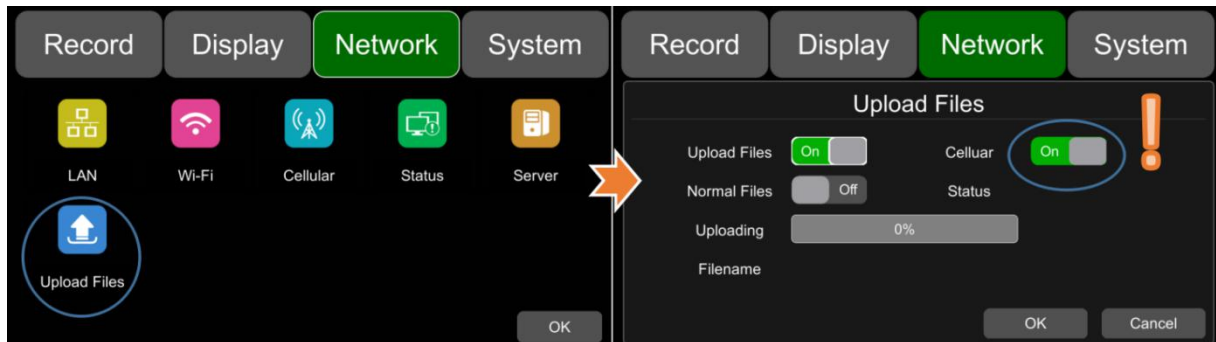 Record Display Network System
LAN Wi-Fi Cellular Status Server
Upload Files
OK
Record Display Network System
Upload Files
Upload Files On Celluar On
Normal Files Off Status
Uploading 0%
Filename
OK Cancel